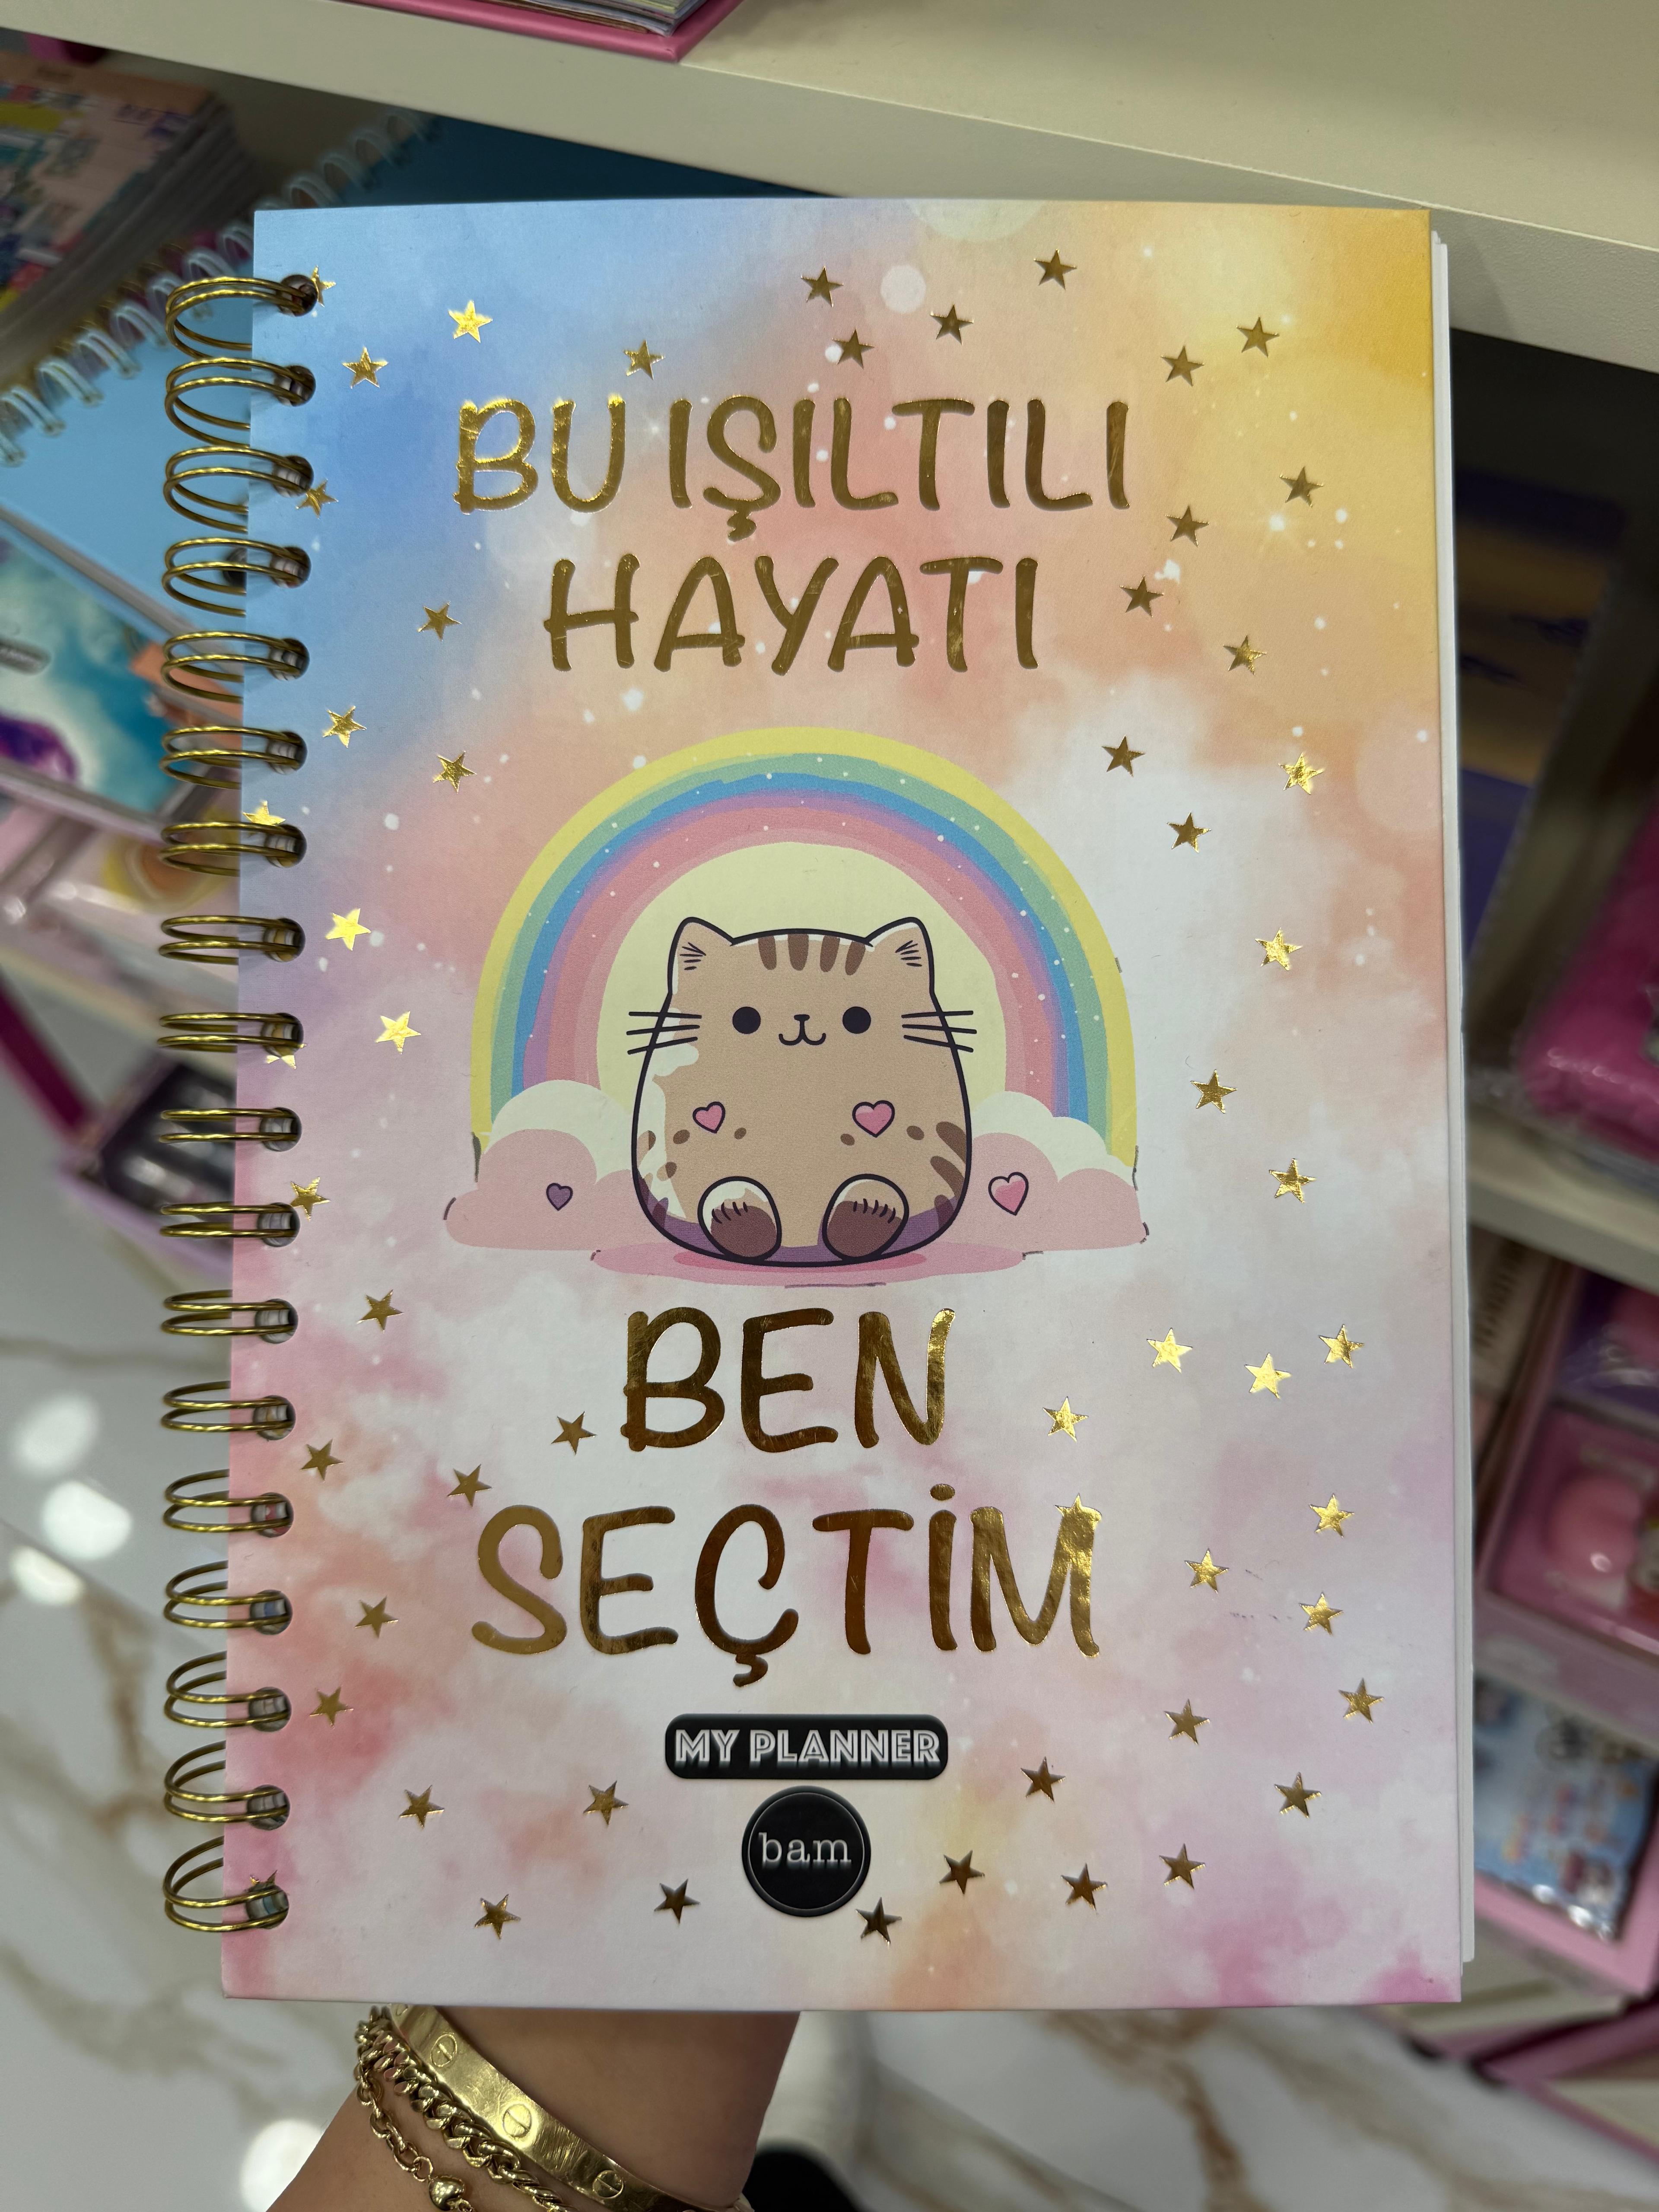 BU IŞILTILI
HAYATI
BEN
SEÇTİM
MY PLANNER
bam